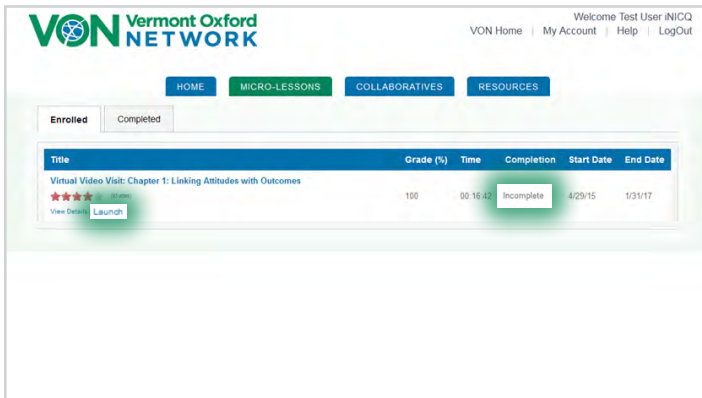 VON Vermont Oxford NETWORK
Welcome Test User iNICQ
VON Home | My Account | Help | LogOut
HOME MICRO-LESSONS COLLABORATIVES RESOURCES
Enrolled Completed
Title Grade (%) Time Completion Start Date End Date
Virtual Video Visit: Chapter 1: Linking Attitudes with Outcomes
100 00:16:42 Incomplete 4/29/15 1/31/17
View Details Launch